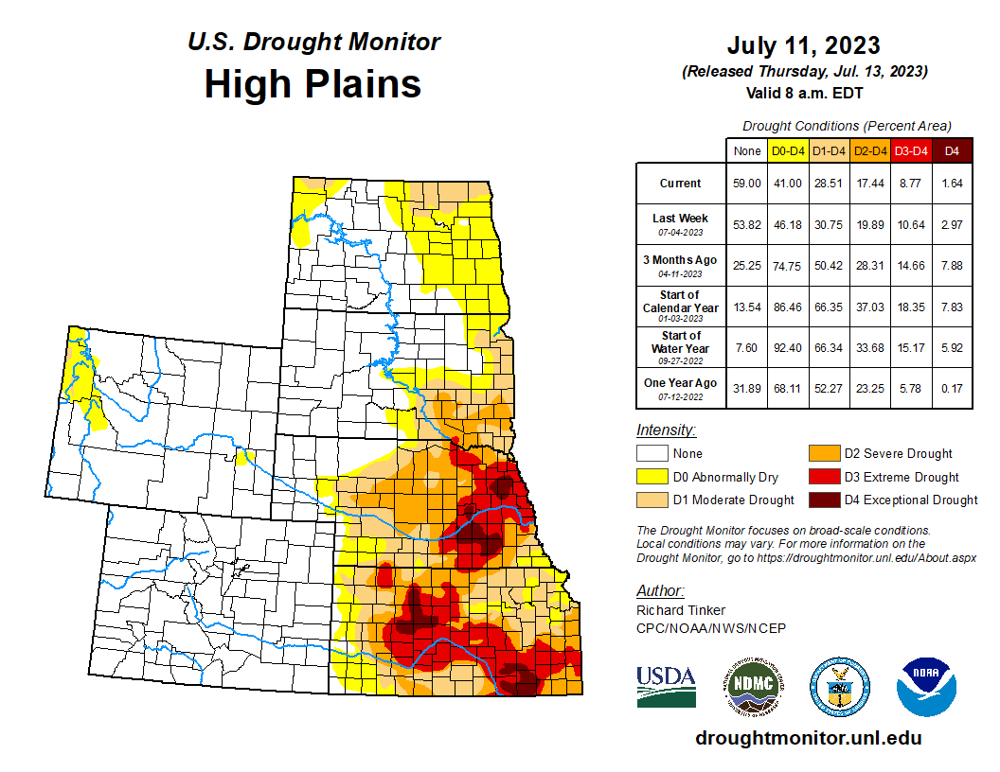 U.S. Drought Monitor
High Plains
July 11, 2023
(Released Thursday, Jul. 13, 2023)
Valid 8 a.m. EDT
Drought Conditions (Percent Area)
None D0-D4 D1-D4 D2-D4 D3-D4 D4
Current 59.00 41.00 28.51 17.44 8.77 1.64
Last Week
07-04-2023
53.82 46.18 30.75 19.89 10.64 2.97
3 Months Ago
04-11-2023
25.25 74.75 50.42 28.31 14.66 7.88
Start of
Calendar Year
01-03-2023
13.54 86.46 66.35 37.03 18.35 7.83
Start of
Water Year
09-27-2022
7.60 92.40 66.34 33.68 15.17 5.92
One Year Ago
07-12-2022
31.89 68.11 52.27 23.25 5.78 0.17
Intensity:
None
D0 Abnormally Dry
D1 Moderate Drought
D2 Severe Drought
D3 Extreme Drought
D4 Exceptional Drought
The Drought Monitor focuses on broad-scale conditions.
Local conditions may vary. For more information on the
Drought Monitor, go to https://droughtmonitor.unl.edu/About.aspx
Author:
Richard Tinker
CPC/NOAA/NWS/NCEP
USDA
NDMC
NOAA
droughtmonitor.unl.edu